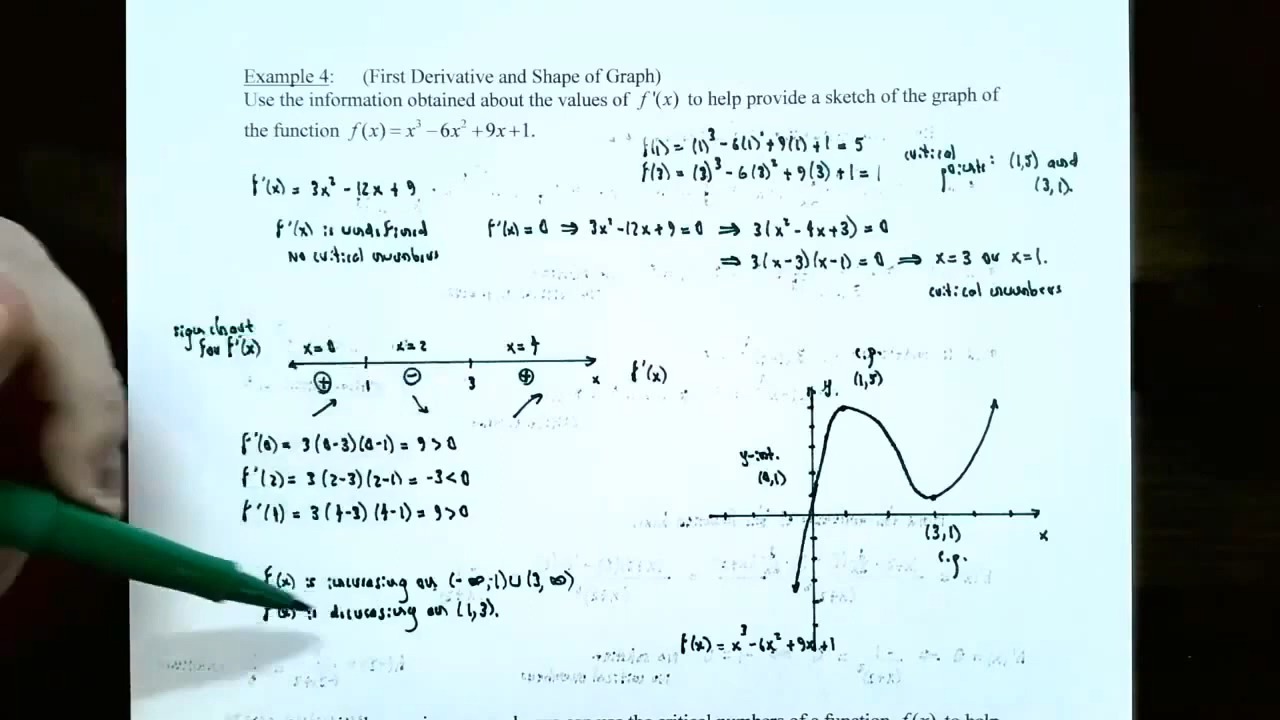 Example 4: (First Derivative and Shape of Graph)
Use the information obtained about the values of f'(x) to help provide a sketch of the graph of
the function f(x) = x³ − 6x² + 9x + 1.
f(1) = (1)³ - 6(1)² + 9(1) + 1 = 5
f(3) = (3)³ - 6(3)² + 9(3) + 1 = 1
critical
points: (1,5) and
(3,1).
f'(x) = 3x² - 12x + 9
f'(x) is undefined
No critical numbers
f'(x) = 0 ⇒ 3x² - 12x + 9 = 0 ⇒ 3(x² - 4x + 3) = 0
⇒ 3(x-3)(x-1) = 0 ⇒ x = 3 or x = 1.
critical numbers
sign chart
for f'(x)
x=0 x=2 x=4
+ 1 − 3 + x
f'(x)
f'(0) = 3(0-3)(0-1) = 9 > 0
f'(2) = 3(2-3)(2-1) = -3 < 0
f'(4) = 3(4-3)(4-1) = 9 > 0
f(x) is increasing on (-∞,1)∪(3,∞)
f(x) is decreasing on (1,3).
c.p.
(1,5)
y
y-int.
(0,1)
(3,1)
c.p.
x
f(x) = x³ - 6x² + 9x + 1
critical numbers of a function, f(x) to help